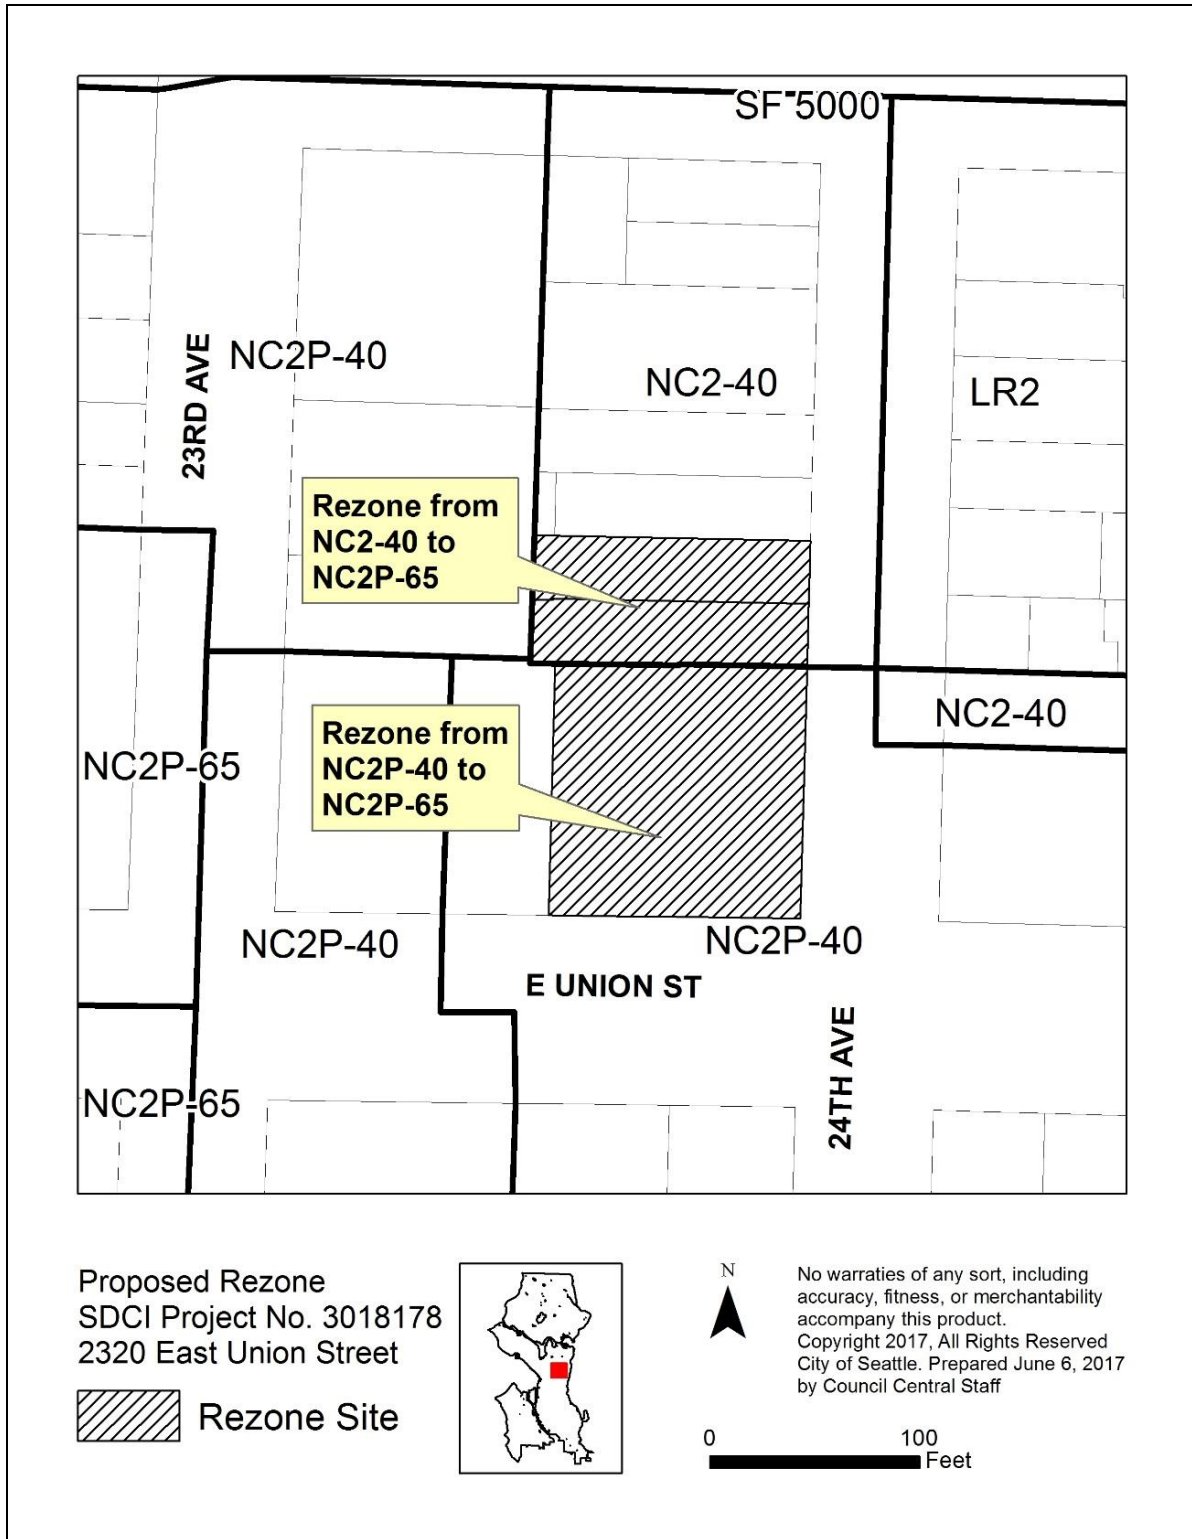 SF 5000
23RD AVE
NC2P-40
NC2-40
LR2
Rezone from
NC2-40 to
NC2P-65
NC2-40
Rezone from
NC2P-40 to
NC2P-65
NC2P-65
NC2P-40
NC2P-40
E UNION ST
24TH AVE
NC2P-65
Proposed Rezone
SDCI Project No. 3018178
2320 East Union Street
Rezone Site
N
No warraties of any sort, including
accuracy, fitness, or merchantability
accompany this product.
Copyright 2017, All Rights Reserved
City of Seattle. Prepared June 6, 2017
by Council Central Staff
0 100
Feet